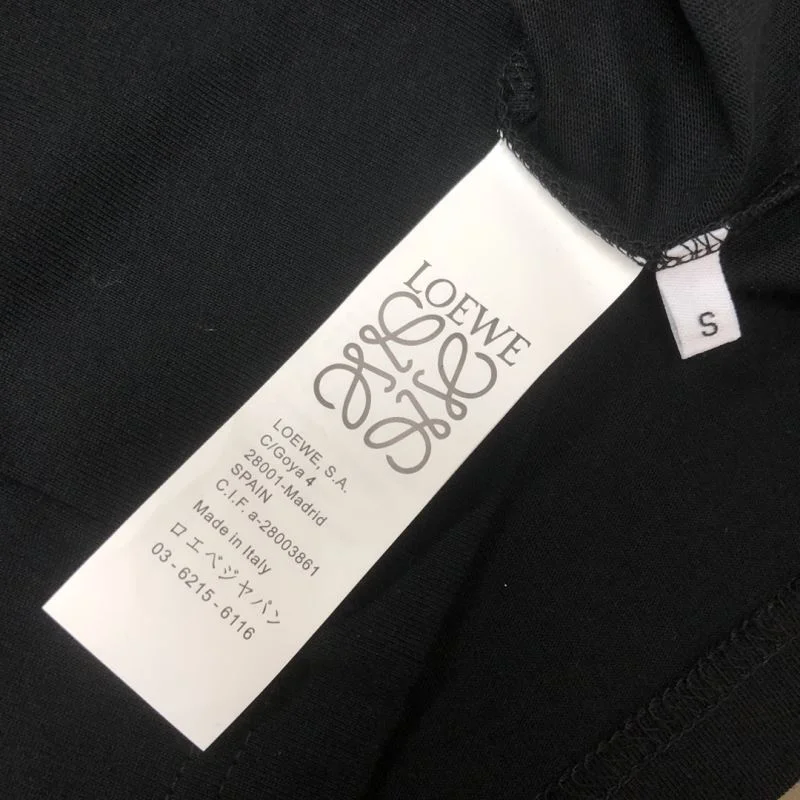 LOEWE
LOEWE, S.A.
C/Goya 4
28001-Madrid
SPAIN
C.I.F. a-28003861
Made in Italy
ロエベジヤパン
03-6215-6116
S